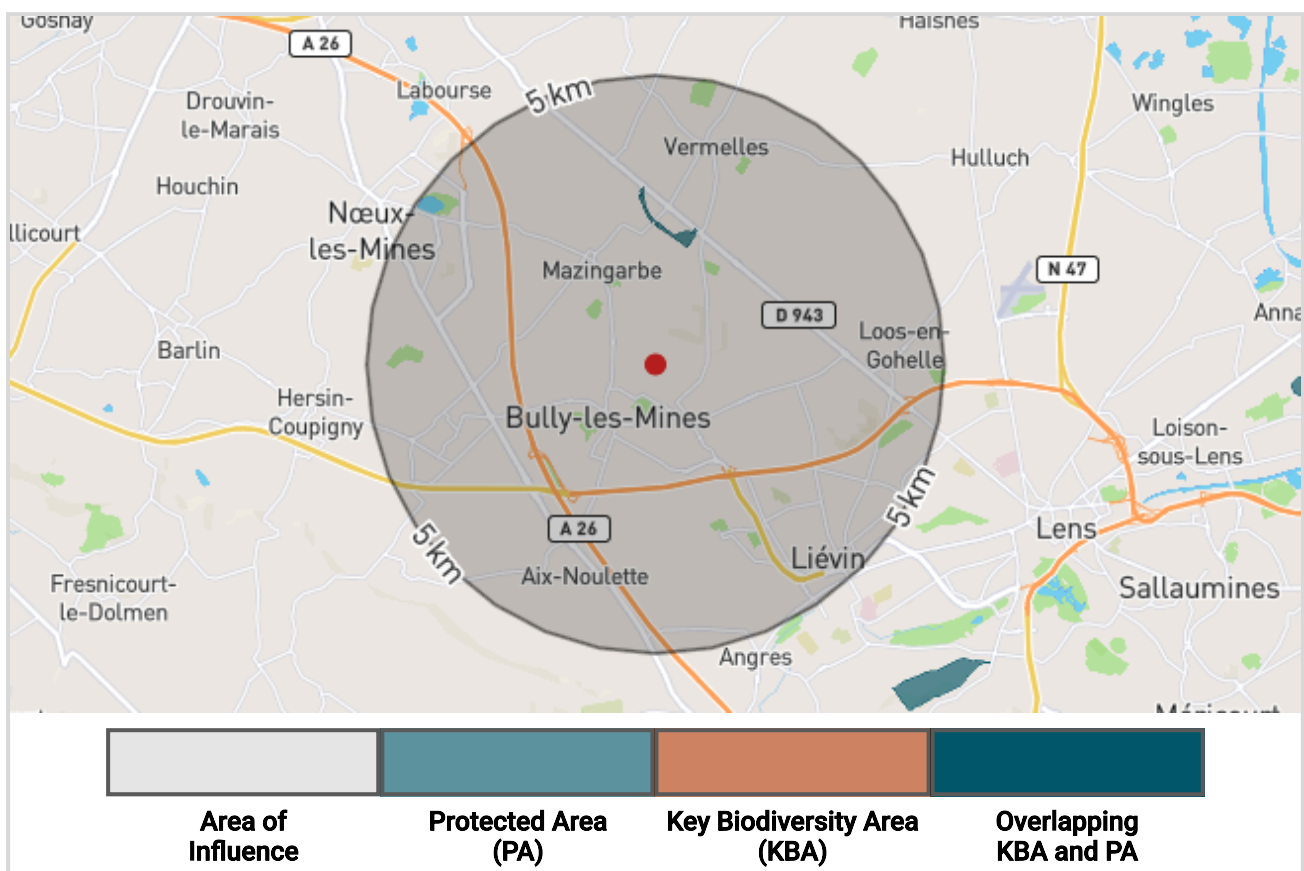 Gosnay
Haisnes
A 26
Labourse
5 km
Drouvin-
le-Marais
Wingles
Vermelles
Hulluch
Houchin
Nœux-
les-Mines
llicourt
Mazingarbe
N 47
D 943
Anna
Loos-en-
Gohelle
Barlin
Hersin-
Coupigny
Bully-les-Mines
Loison-
sous-Lens
5 km
5 km
A 26
Lens
Liévin
Aix-Noulette
Fresnicourt-
le-Dolmen
Sallaumines
Angres
Méricourt
Area of
Influence
Protected Area
(PA)
Key Biodiversity Area
(KBA)
Overlapping
KBA and PA